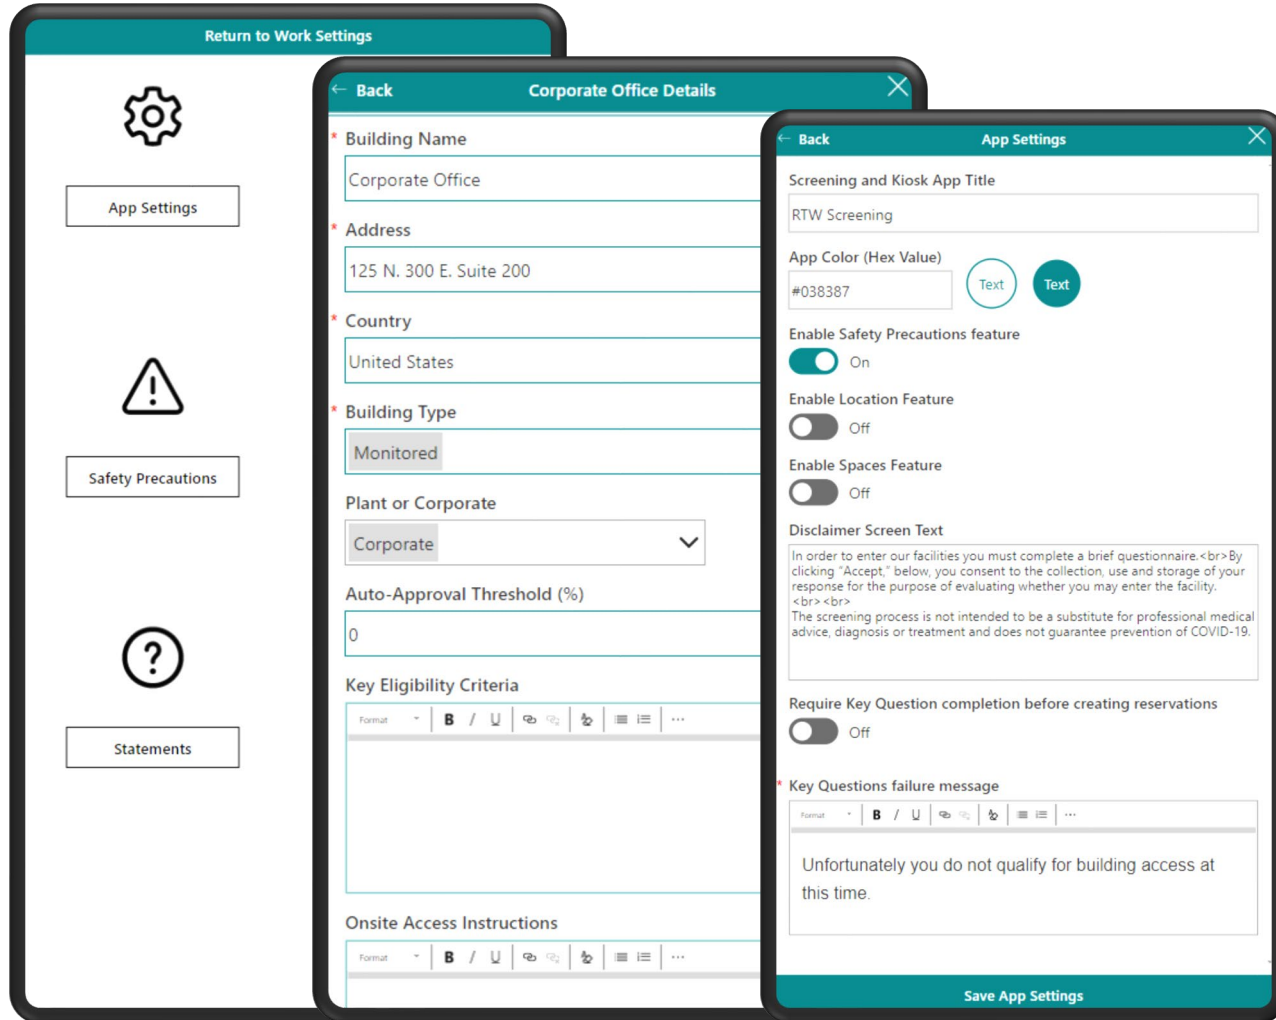 Return to Work Settings
App Settings
Safety Precautions
Statements
← Back
Corporate Office Details
* Building Name
Corporate Office
* Address
125 N. 300 E. Suite 200
* Country
United States
* Building Type
Monitored
Plant or Corporate
Corporate
Auto-Approval Threshold (%)
0
Key Eligibility Criteria
Format B / U ...
Onsite Access Instructions
Format B / U ...
← Back
App Settings
Screening and Kiosk App Title
RTW Screening
App Color (Hex Value)
#038387
Text
Text
Enable Safety Precautions feature
On
Enable Location Feature
Off
Enable Spaces Feature
Off
Disclaimer Screen Text
In order to enter our facilities you must complete a brief questionnaire.<br>By
clicking “Accept,” below, you consent to the collection, use and storage of your
response for the purpose of evaluating whether you may enter the facility.
<br><br>
The screening process is not intended to be a substitute for professional medical
advice, diagnosis or treatment and does not guarantee prevention of COVID-19.
Require Key Question completion before creating reservations
Off
* Key Questions failure message
Format B / U ...
Unfortunately you do not qualify for building access at
this time.
Save App Settings